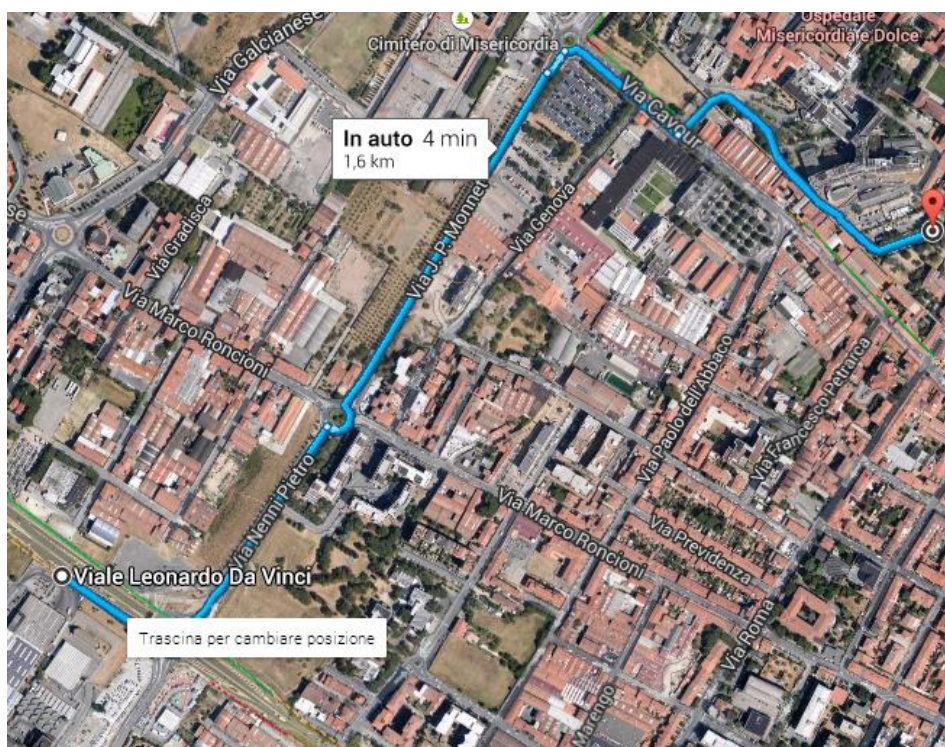 Ospedale
Misericordia e Dolce
Cimitero di Misericordia
Via Galcianese
Via Cavour
In auto 4 min
1,6 km
Via J. P. Monnet
Via Genova
se
Via Gradisca
Via Marco Roncioni
Via Paolo dell'Abbaco
Via Francesco Petrarca
Via Nenni Pietro
Via Marco Roncioni
Via Previdenza
Viale Leonardo Da Vinci
Trascina per cambiare posizione
Via Roma
Marengo